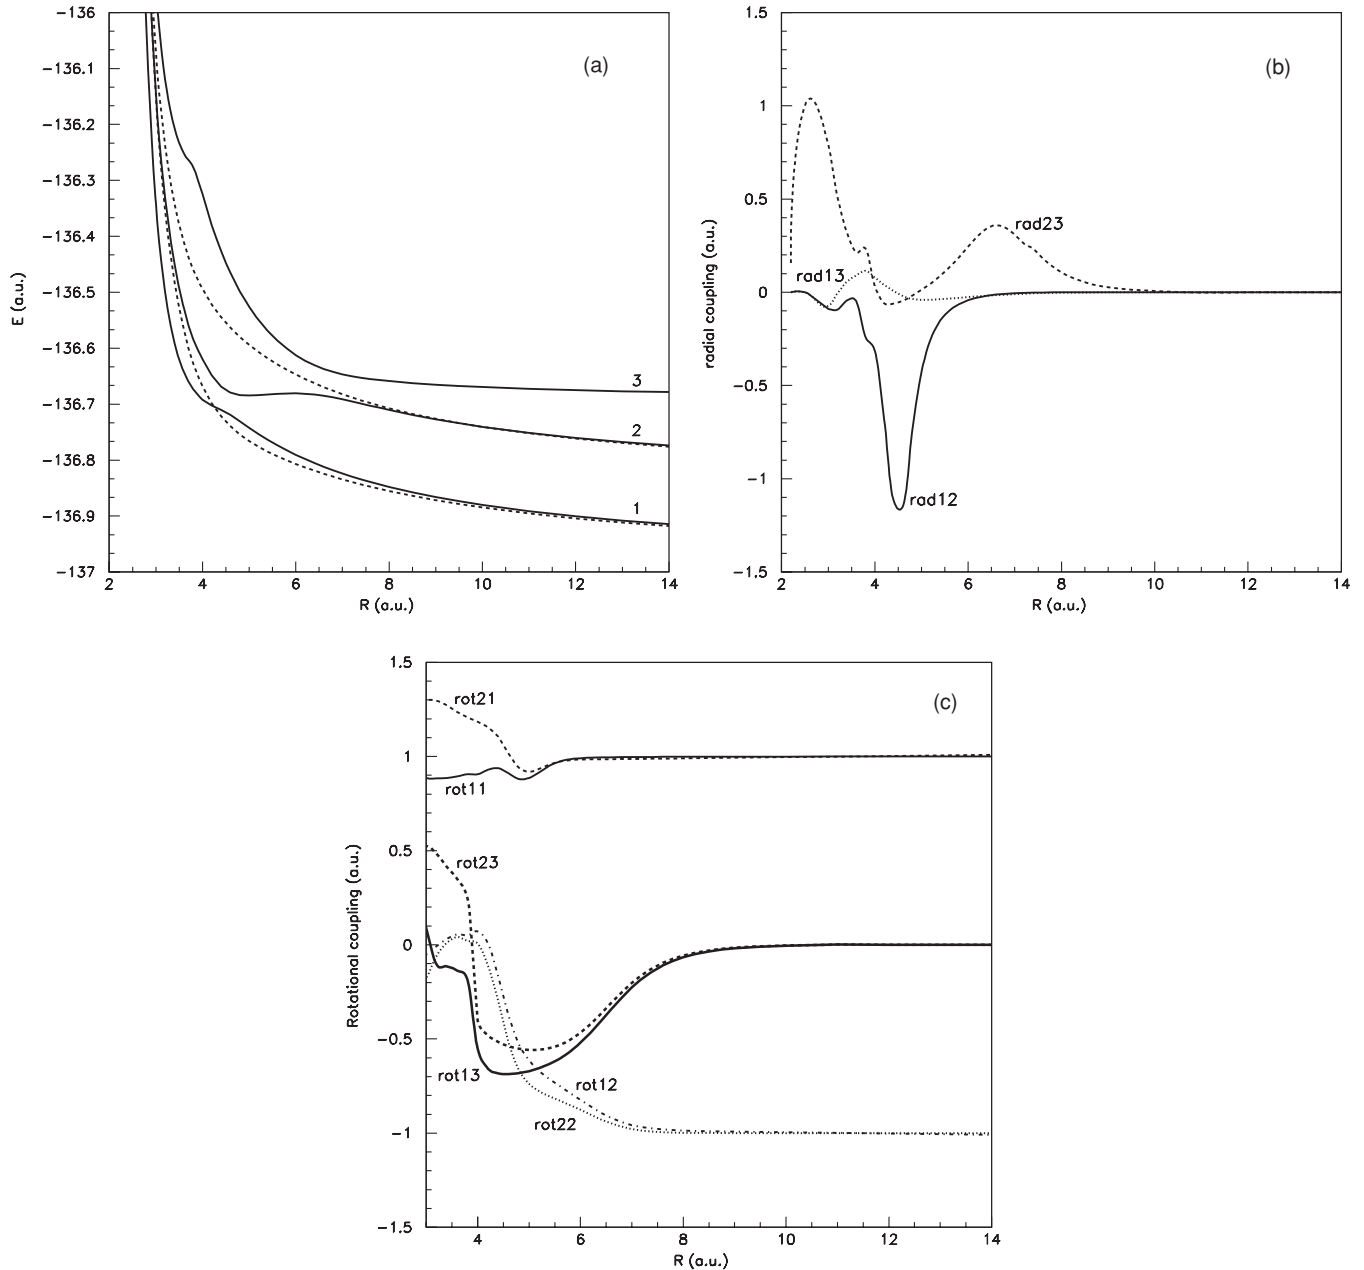 −136
−136.1
−136.2
−136.3
−136.4
−136.5
−136.6
−136.7
−136.8
−136.9
−137
E (a.u.)
(a)
3
2
1
2 4 6 8 10 12 14
R (a.u.)
1.5
1
0.5
0
−0.5
−1
−1.5
radial coupling (a.u.)
(b)
rad23
rad13
rad12
2 4 6 8 10 12 14
R (a.u.)
1.5
1
0.5
0
−0.5
−1
−1.5
Rotational coupling (a.u.)
(c)
rot21
rot11
rot23
rot13
rot12
rot22
4 6 8 10 12 14
R (a.u.)